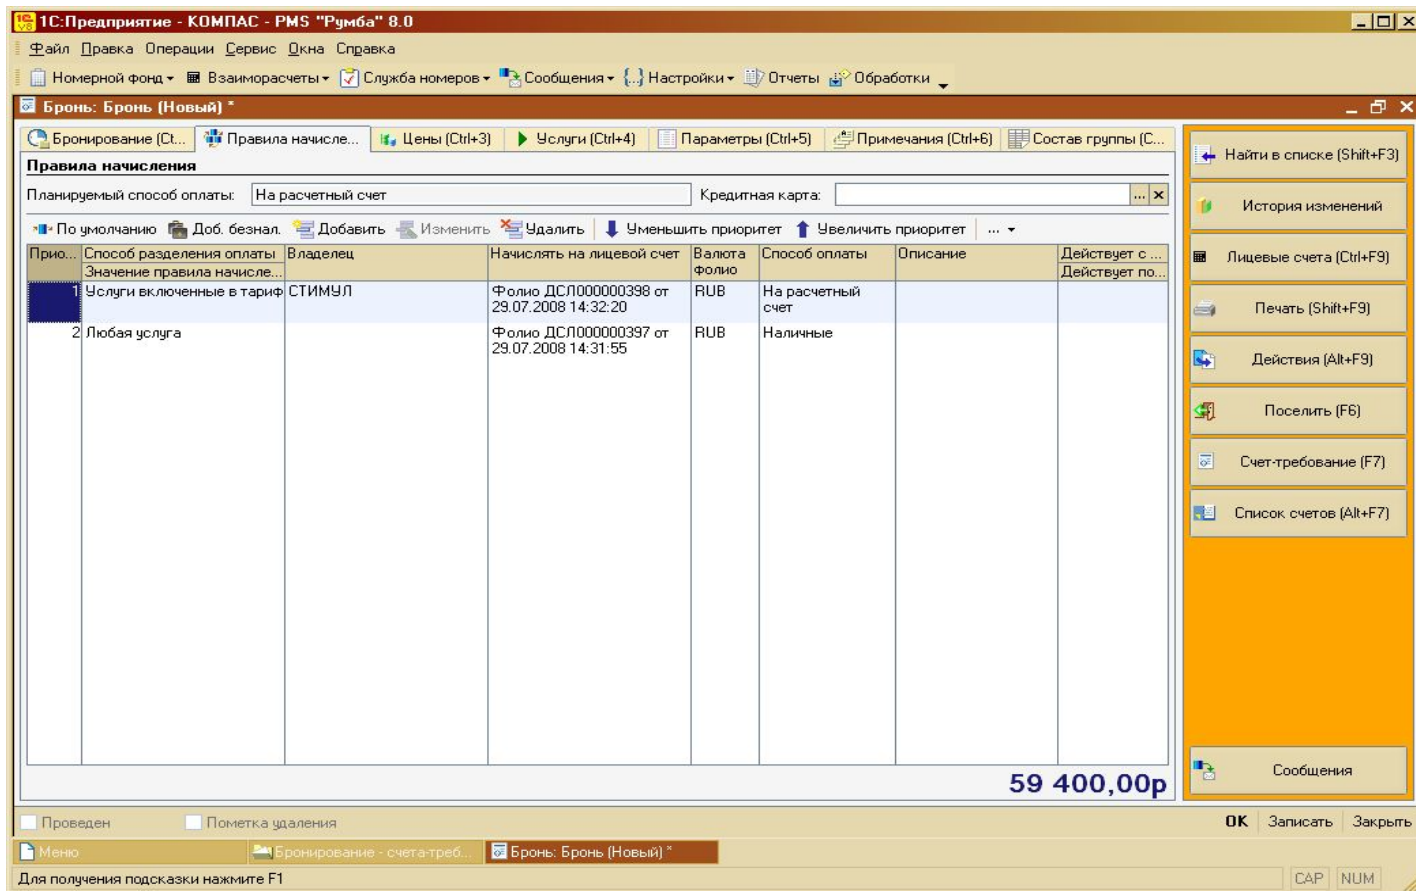 1С:Предприятие - КОМПАС - PMS "Румба" 8.0
Файл Правка Операции Сервис Окна Справка
Номерной фонд Взаиморасчеты Служба номеров Сообщения {...} Настройки Отчеты Обработки
Бронь: Бронь (Новый) *
Бронирование (Ct... Правила начисле... Цены (Ctrl+3) Услуги (Ctrl+4) Параметры (Ctrl+5) Примечания (Ctrl+6) Состав группы (С...
Правила начисления
Планируемый способ оплаты: На расчетный счет Кредитная карта: ... x
По умолчанию Доб. безнал. Добавить Изменить Удалить Уменьшить приоритет Увеличить приоритет ...
Прио... Способ разделения оплаты Владелец Начислять на лицевой счет Валюта Способ оплаты Описание Действует с ...
Значение правила начисле... фолио Действует по...
1 Услуги включенные в тариф СТИМУЛ Фолио ДСЛ000000398 от RUB На расчетный
29.07.2008 14:32:20 счет
2 Любая услуга Фолио ДСЛ000000397 от RUB Наличные
29.07.2008 14:31:55
59 400,00р
Найти в списке (Shift+F3)
История изменений
Лицевые счета (Ctrl+F9)
Печать (Shift+F9)
Действия (Alt+F9)
Поселить (F6)
Счет-требование (F7)
Список счетов (Alt+F7)
Сообщения
Проведен Пометка удаления OK Записать Закрыть
Меню Бронирование - счета-треб... Бронь: Бронь (Новый) *
Для получения подсказки нажмите F1 CAP NUM